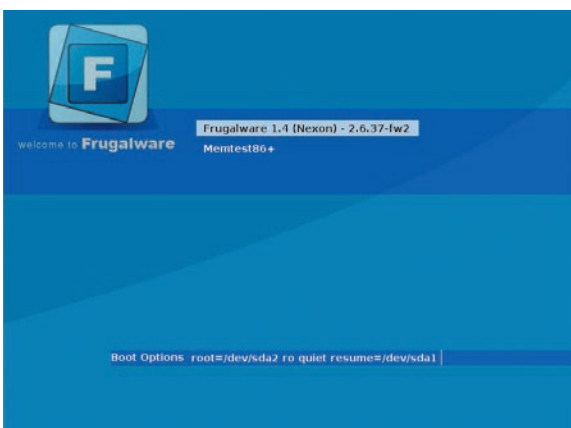 F
Frugalware 1.4 (Nexon) - 2.6.37-fw2
welcome to Frugalware
Memtest86+
Boot Options root=/dev/sda2 ro quiet resume=/dev/sda1